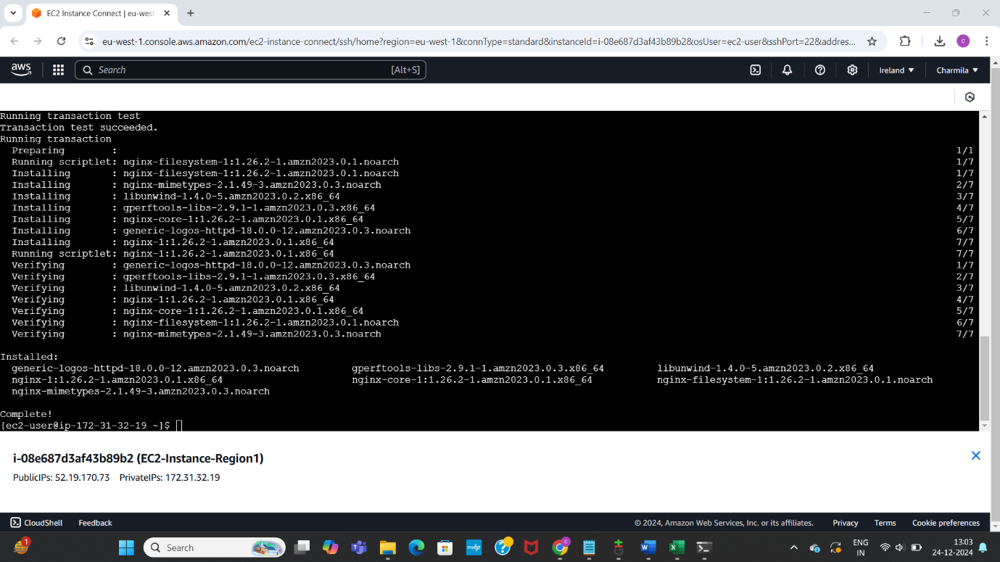 EC2 Instance Connect | eu-west
eu-west-1.console.aws.amazon.com/ec2-instance-connect/ssh/home?region=eu-west-1&connType=standard&instanceId=i-08e687d3af43b89b2&osUser=ec2-user&sshPort=22&addres...
C
aws
Search
[Alt+S]
Ireland
Charmila
Running transaction test
Transaction test succeeded.
Running transaction
Preparing : 1/1
Running scriptlet: nginx-filesystem-1:1.26.2-1.amzn2023.0.1.noarch 1/7
Installing : nginx-filesystem-1:1.26.2-1.amzn2023.0.1.noarch 1/7
Installing : nginx-mimetypes-2.1.49-3.amzn2023.0.3.noarch 2/7
Installing : libunwind-1.4.0-5.amzn2023.0.2.x86_64 3/7
Installing : gperftools-libs-2.9.1-1.amzn2023.0.3.x86_64 4/7
Installing : nginx-core-1:1.26.2-1.amzn2023.0.1.x86_64 5/7
Installing : generic-logos-httpd-18.0.0-12.amzn2023.0.3.noarch 6/7
Installing : nginx-1:1.26.2-1.amzn2023.0.1.x86_64 7/7
Running scriptlet: nginx-1:1.26.2-1.amzn2023.0.1.x86_64 7/7
Verifying : generic-logos-httpd-18.0.0-12.amzn2023.0.3.noarch 1/7
Verifying : gperftools-libs-2.9.1-1.amzn2023.0.3.x86_64 2/7
Verifying : libunwind-1.4.0-5.amzn2023.0.2.x86_64 3/7
Verifying : nginx-1:1.26.2-1.amzn2023.0.1.x86_64 4/7
Verifying : nginx-core-1:1.26.2-1.amzn2023.0.1.x86_64 5/7
Verifying : nginx-filesystem-1:1.26.2-1.amzn2023.0.1.noarch 6/7
Verifying : nginx-mimetypes-2.1.49-3.amzn2023.0.3.noarch 7/7
Installed:
generic-logos-httpd-18.0.0-12.amzn2023.0.3.noarch gperftools-libs-2.9.1-1.amzn2023.0.3.x86_64 libunwind-1.4.0-5.amzn2023.0.2.x86_64
nginx-1:1.26.2-1.amzn2023.0.1.x86_64 nginx-core-1:1.26.2-1.amzn2023.0.1.x86_64 nginx-filesystem-1:1.26.2-1.amzn2023.0.1.noarch
nginx-mimetypes-2.1.49-3.amzn2023.0.3.noarch
Complete!
[ec2-user@ip-172-31-32-19 ~]$
i-08e687d3af43b89b2 (EC2-Instance-Region1)
PublicIPs: 52.19.170.73 PrivateIPs: 172.31.32.19
CloudShell Feedback © 2024, Amazon Web Services, Inc. or its affiliates. Privacy Terms Cookie preferences
1
Search
myhp
ENG
IN
13:03
24-12-2024